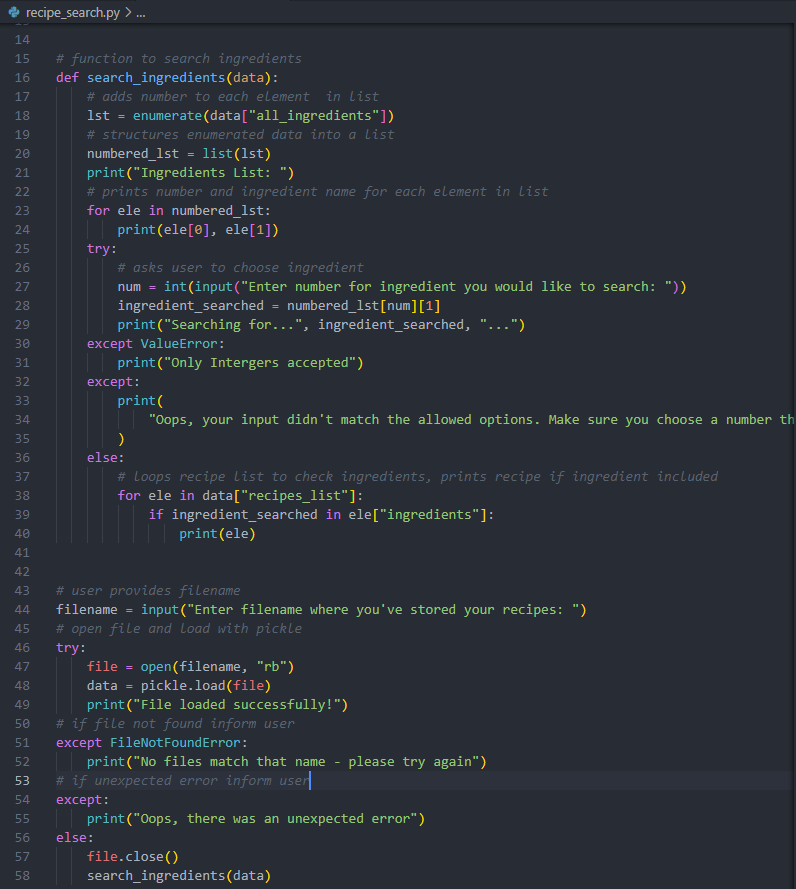 recipe_search.py > ...
14
15 # function to search ingredients
16 def search_ingredients(data):
17     # adds number to each element  in list
18     lst = enumerate(data["all_ingredients"])
19     # structures enumerated data into a list
20     numbered_lst = list(lst)
21     print("Ingredients List: ")
22     # prints number and ingredient name for each element in list
23     for ele in numbered_lst:
24         print(ele[0], ele[1])
25     try:
26         # asks user to choose ingredient
27         num = int(input("Enter number for ingredient you would like to search: "))
28         ingredient_searched = numbered_lst[num][1]
29         print("Searching for...", ingredient_searched, "...")
30     except ValueError:
31         print("Only Intergers accepted")
32     except:
33         print(
34             "Oops, your input didn't match the allowed options. Make sure you choose a number th
35         )
36     else:
37         # loops recipe list to check ingredients, prints recipe if ingredient included
38         for ele in data["recipes_list"]:
39             if ingredient_searched in ele["ingredients"]:
40                 print(ele)
41
42
43 # user provides filename
44 filename = input("Enter filename where you've stored your recipes: ")
45 # open file and load with pickle
46 try:
47     file = open(filename, "rb")
48     data = pickle.load(file)
49     print("File loaded successfully!")
50 # if file not found inform user
51 except FileNotFoundError:
52     print("No files match that name - please try again")
53 # if unexpected error inform user
54 except:
55     print("Oops, there was an unexpected error")
56 else:
57     file.close()
58     search_ingredients(data)